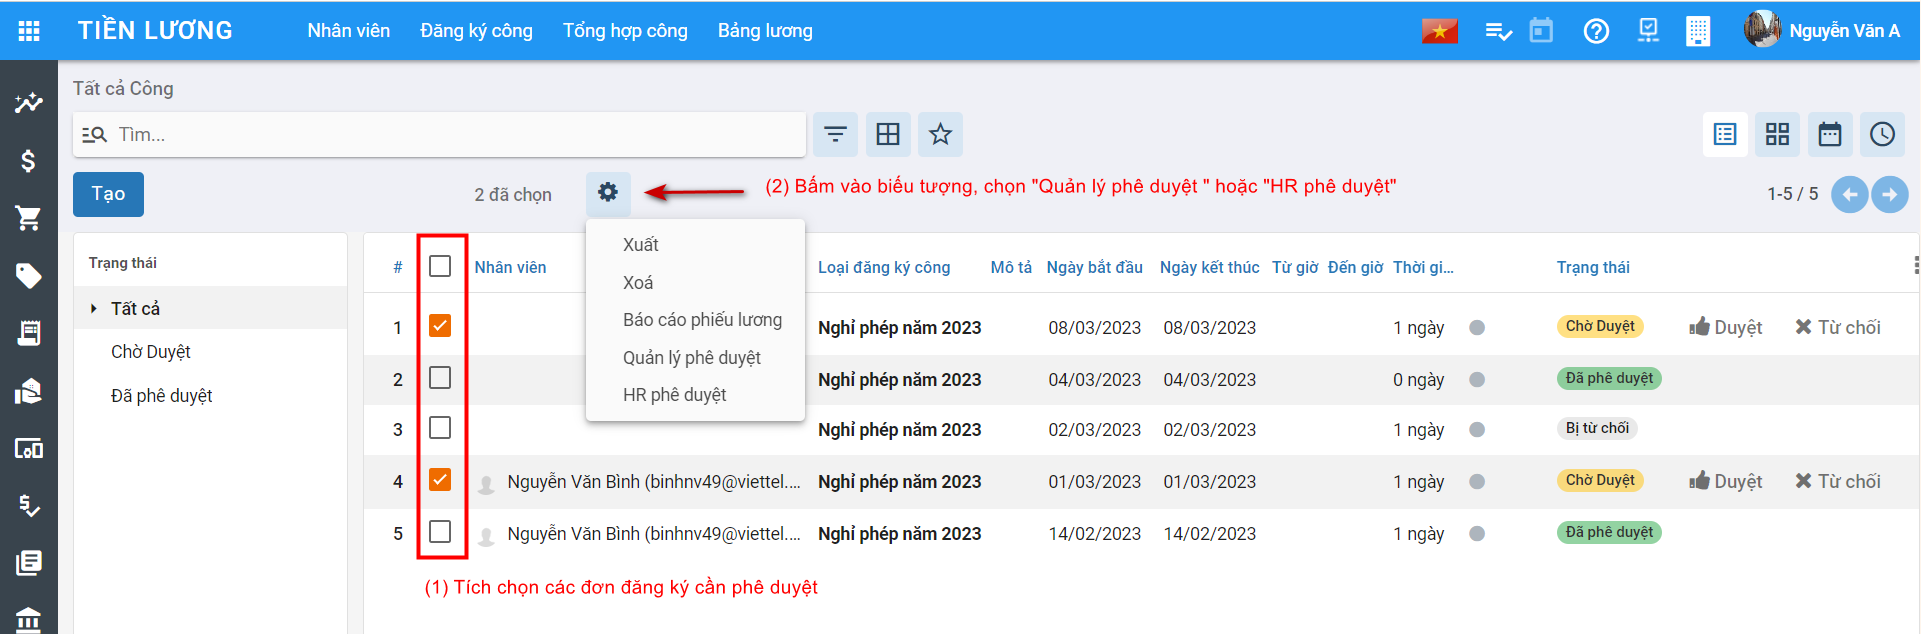 TIỀN LƯƠNG Nhân viên Đăng ký công Tổng hợp công Bảng lương Nguyễn Văn A
Tất cả Công
Tìm...
Tạo 2 đã chọn (2) Bấm vào biểu tượng, chọn "Quản lý phê duyệt " hoặc "HR phê duyệt" 1-5 / 5
Xuất
Xoá
Báo cáo phiếu lương
Quản lý phê duyệt
HR phê duyệt
Trạng thái
Tất cả
Chờ Duyệt
Đã phê duyệt
# Nhân viên Loại đăng ký công Mô tả Ngày bắt đầu Ngày kết thúc Từ giờ Đến giờ Thời gi... Trạng thái
1 Nghỉ phép năm 2023 08/03/2023 08/03/2023 1 ngày Chờ Duyệt Duyệt Từ chối
2 Nghỉ phép năm 2023 04/03/2023 04/03/2023 0 ngày Đã phê duyệt
3 Nghỉ phép năm 2023 02/03/2023 02/03/2023 1 ngày Bị từ chối
4 Nguyễn Văn Bình (binhnv49@viettel.... Nghỉ phép năm 2023 01/03/2023 01/03/2023 1 ngày Chờ Duyệt Duyệt Từ chối
5 Nguyễn Văn Bình (binhnv49@viettel.... Nghỉ phép năm 2023 14/02/2023 14/02/2023 1 ngày Đã phê duyệt
(1) Tích chọn các đơn đăng ký cần phê duyệt